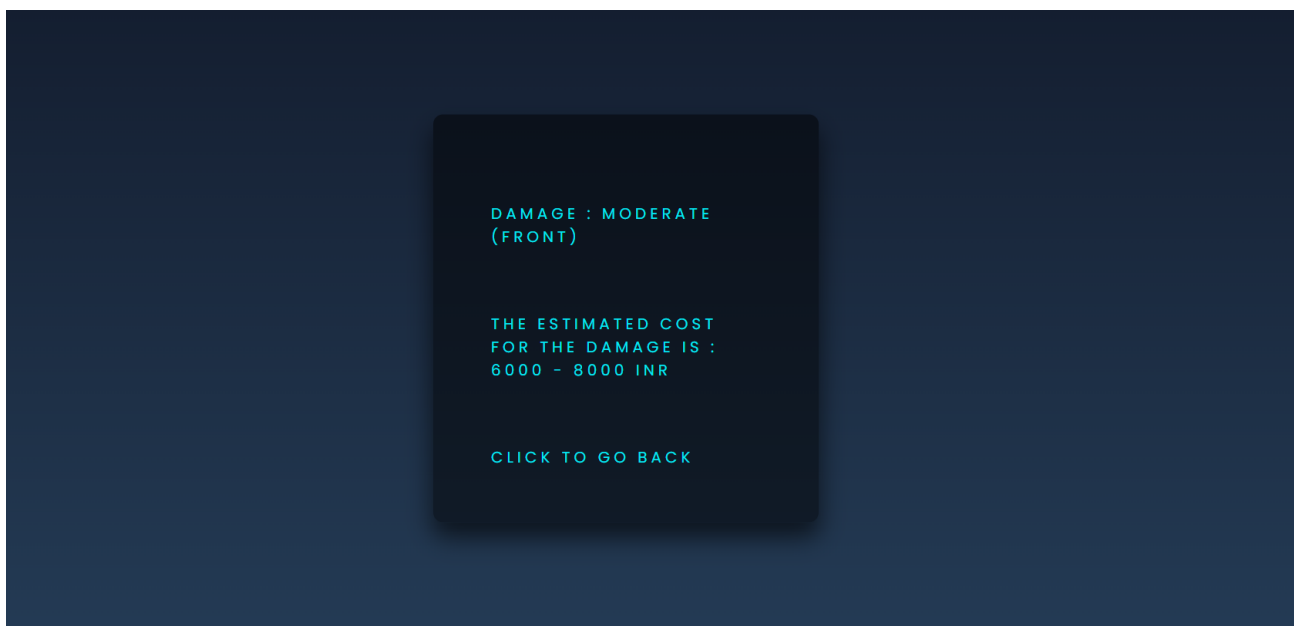 DAMAGE : MODERATE
(FRONT)
THE ESTIMATED COST
FOR THE DAMAGE IS :
6000 - 8000 INR
CLICK TO GO BACK